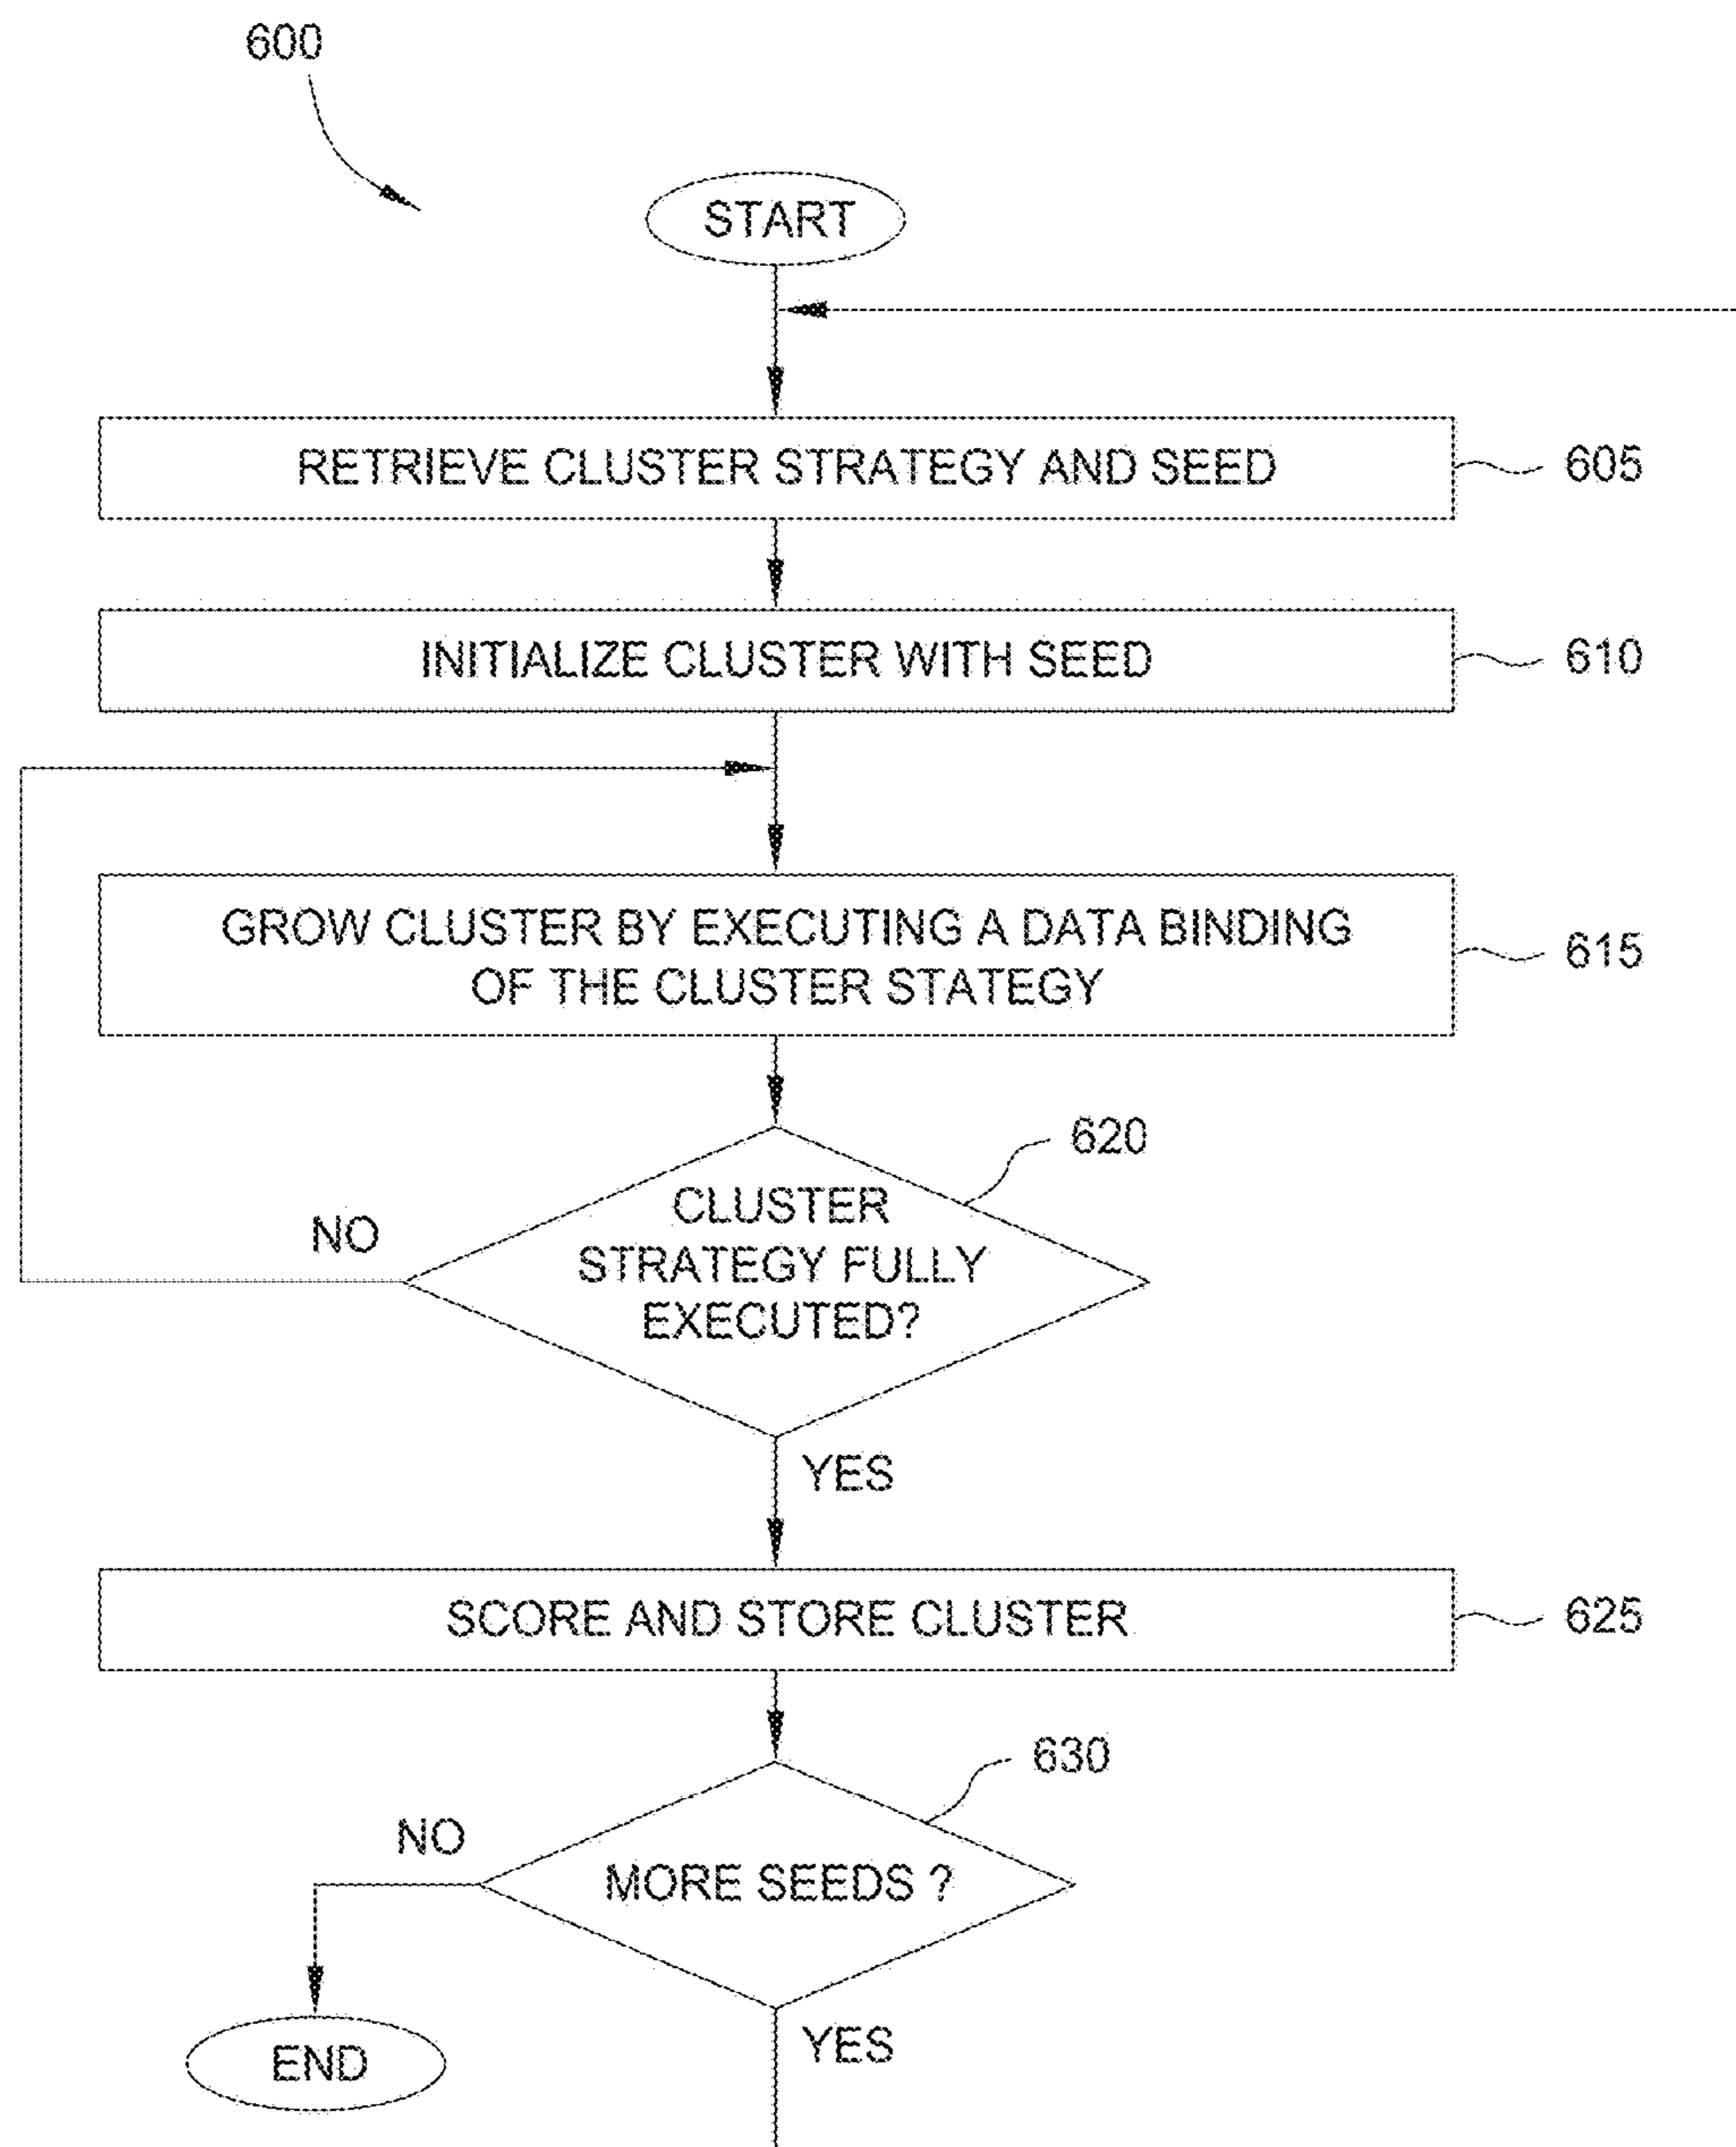 600
START
RETRIEVE CLUSTER STRATEGY AND SEED
605
INITIALIZE CLUSTER WITH SEED
610
GROW CLUSTER BY EXECUTING A DATA BINDING
OF THE CLUSTER STATEGY
615
620
CLUSTER
STRATEGY FULLY
EXECUTED?
NO
YES
SCORE AND STORE CLUSTER
625
630
NO
MORE SEEDS ?
END
YES